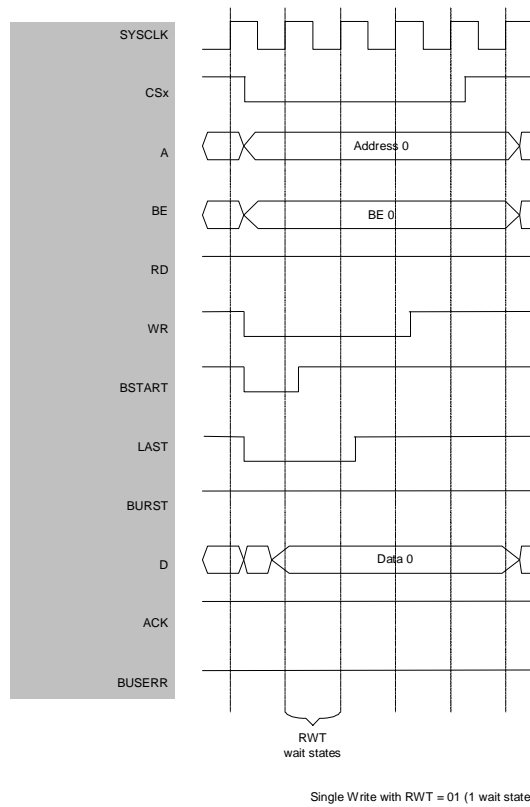 SYSCLK
CSx
A
Address 0
BE
BE 0
RD
WR
BSTART
LAST
BURST
D
Data 0
ACK
BUSERR
RWT
wait states
Single Write with RWT = 01 (1 wait state